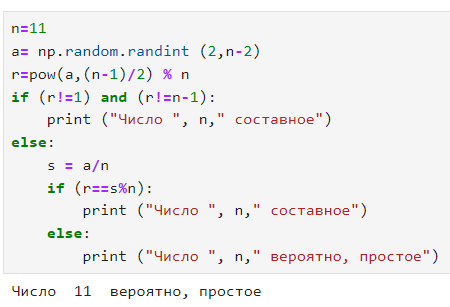 n=11
a= np.random.randint (2,n-2)
r=pow(a,(n-1)/2) % n
if (r!=1) and (r!=n-1):
    print ("Число ", n," составное")
else:
    s = a/n
    if (r==s%n):
        print ("Число ", n," составное")
    else:
        print ("Число ", n," вероятно, простое")
Число  11  вероятно, простое